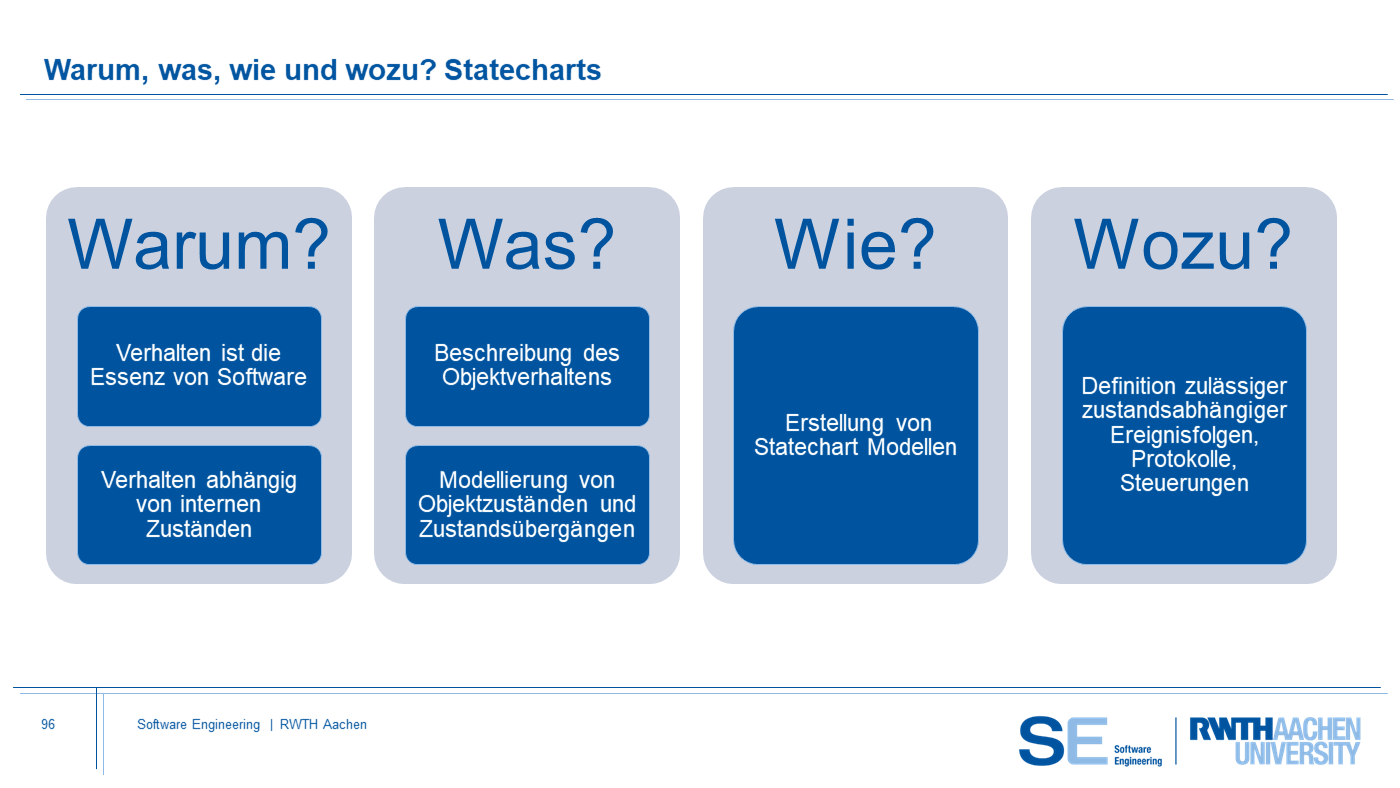 Warum, was, wie und wozu? Statecharts
Warum?
Verhalten ist die
Essenz von Software
Verhalten abhängig
von internen
Zuständen
Was?
Beschreibung des
Objektverhaltens
Modellierung von
Objektzuständen und
Zustandsübergängen
Wie?
Erstellung von
Statechart Modellen
Wozu?
Definition zulässiger
zustandsabhängiger
Ereignisfolgen,
Protokolle,
Steuerungen
96
Software Engineering | RWTH Aachen
SE Software
Engineering
RWTHAACHEN
UNIVERSITY